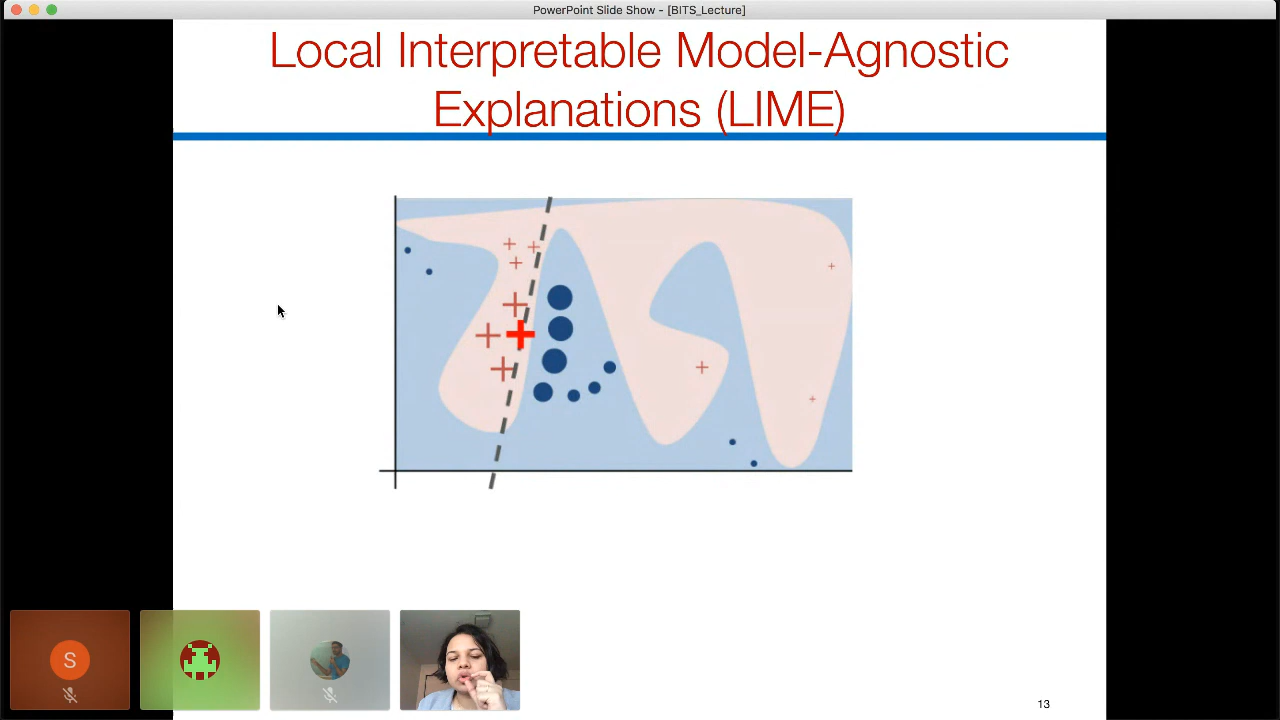 PowerPoint Slide Show - [BITS_Lecture]
Local Interpretable Model-Agnostic
Explanations (LIME)
S
13